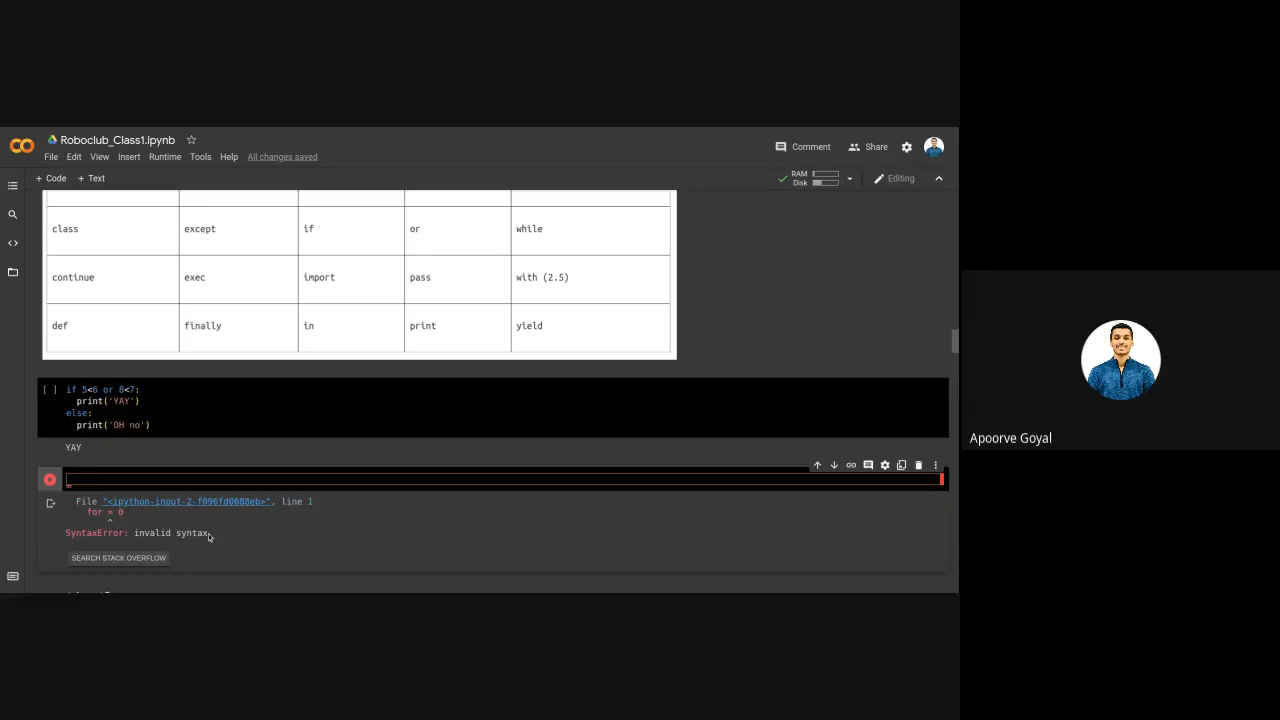 Roboclub_Class1.ipynb
File Edit View Insert Runtime Tools Help All changes saved
Comment Share
+ Code + Text
RAM
Disk
Editing
class except if or while
continue exec import pass with (2.5)
def finally in print yield
[ ] if 5<6 or 8<7:
print('YAY')
else:
print('OH no')
YAY
File "<ipython-input-2-f096fd0688eb>", line 1
for = 0
^
SyntaxError: invalid syntax
SEARCH STACK OVERFLOW
Apoorve Goyal